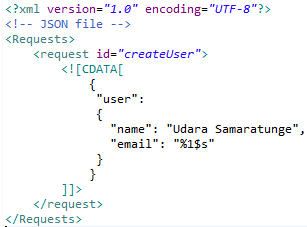 <?xml version="1.0" encoding="UTF-8"?>
<!-- JSON file -->
<Requests>
<request id="createUser">
<![CDATA[
{
"user":
{
"name": "Udara Samaratunge",
"email": "%1$s"
}
}
]]>
</request>
</Requests>